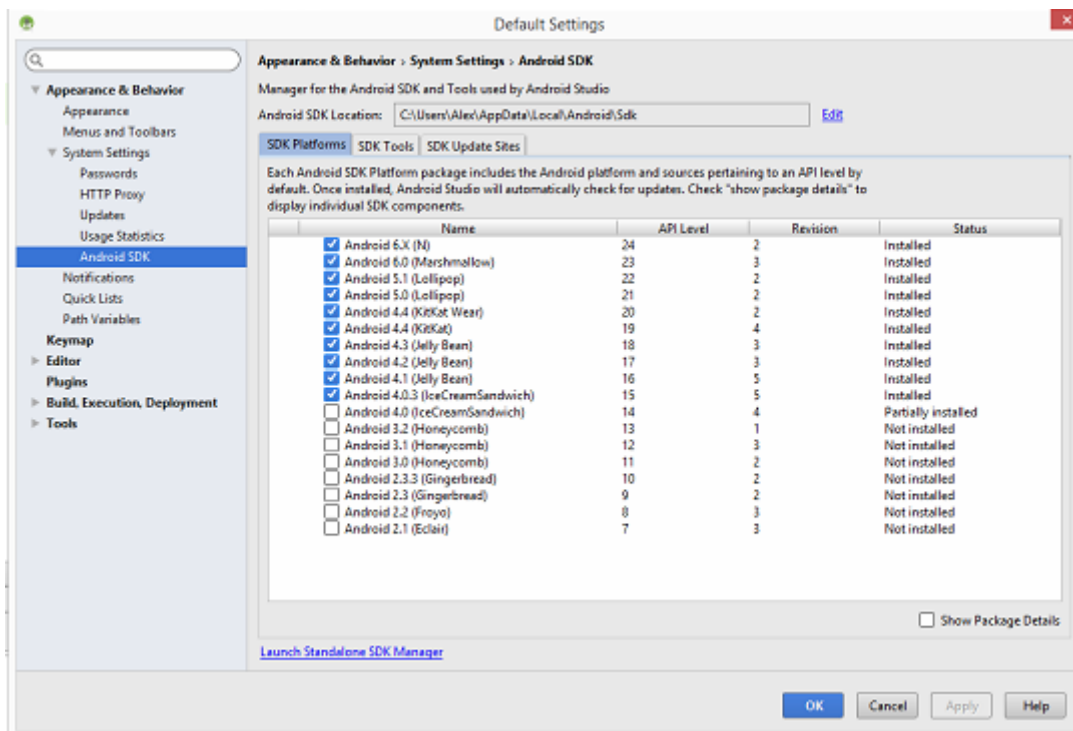 Default Settings
Appearance & Behavior › System Settings › Android SDK
Appearance & Behavior
Appearance
Menus and Toolbars
System Settings
Passwords
HTTP Proxy
Updates
Usage Statistics
Android SDK
Notifications
Quick Lists
Path Variables
Keymap
Editor
Plugins
Build, Execution, Deployment
Tools
Manager for the Android SDK and Tools used by Android Studio
Android SDK Location: C:\Users\Alex\AppData\Local\Android\Sdk Edit
SDK Platforms SDK Tools SDK Update Sites
Each Android SDK Platform package includes the Android platform and sources pertaining to an API level by
default. Once installed, Android Studio will automatically check for updates. Check "show package details" to
display individual SDK components.
Name API Level Revision Status
Android 6.X (N) 24 2 Installed
Android 6.0 (Marshmallow) 23 3 Installed
Android 5.1 (Lollipop) 22 2 Installed
Android 5.0 (Lollipop) 21 2 Installed
Android 4.4 (KitKat Wear) 20 2 Installed
Android 4.4 (KitKat) 19 4 Installed
Android 4.3 (Jelly Bean) 18 3 Installed
Android 4.2 (Jelly Bean) 17 3 Installed
Android 4.1 (Jelly Bean) 16 5 Installed
Android 4.0.3 (IceCreamSandwich) 15 5 Installed
Android 4.0 (IceCreamSandwich) 14 4 Partially installed
Android 3.2 (Honeycomb) 13 1 Not installed
Android 3.1 (Honeycomb) 12 3 Not installed
Android 3.0 (Honeycomb) 11 2 Not installed
Android 2.3.3 (Gingerbread) 10 2 Not installed
Android 2.3 (Gingerbread) 9 2 Not installed
Android 2.2 (Froyo) 8 3 Not installed
Android 2.1 (Eclair) 7 3 Not installed
Show Package Details
Launch Standalone SDK Manager
OK Cancel Apply Help